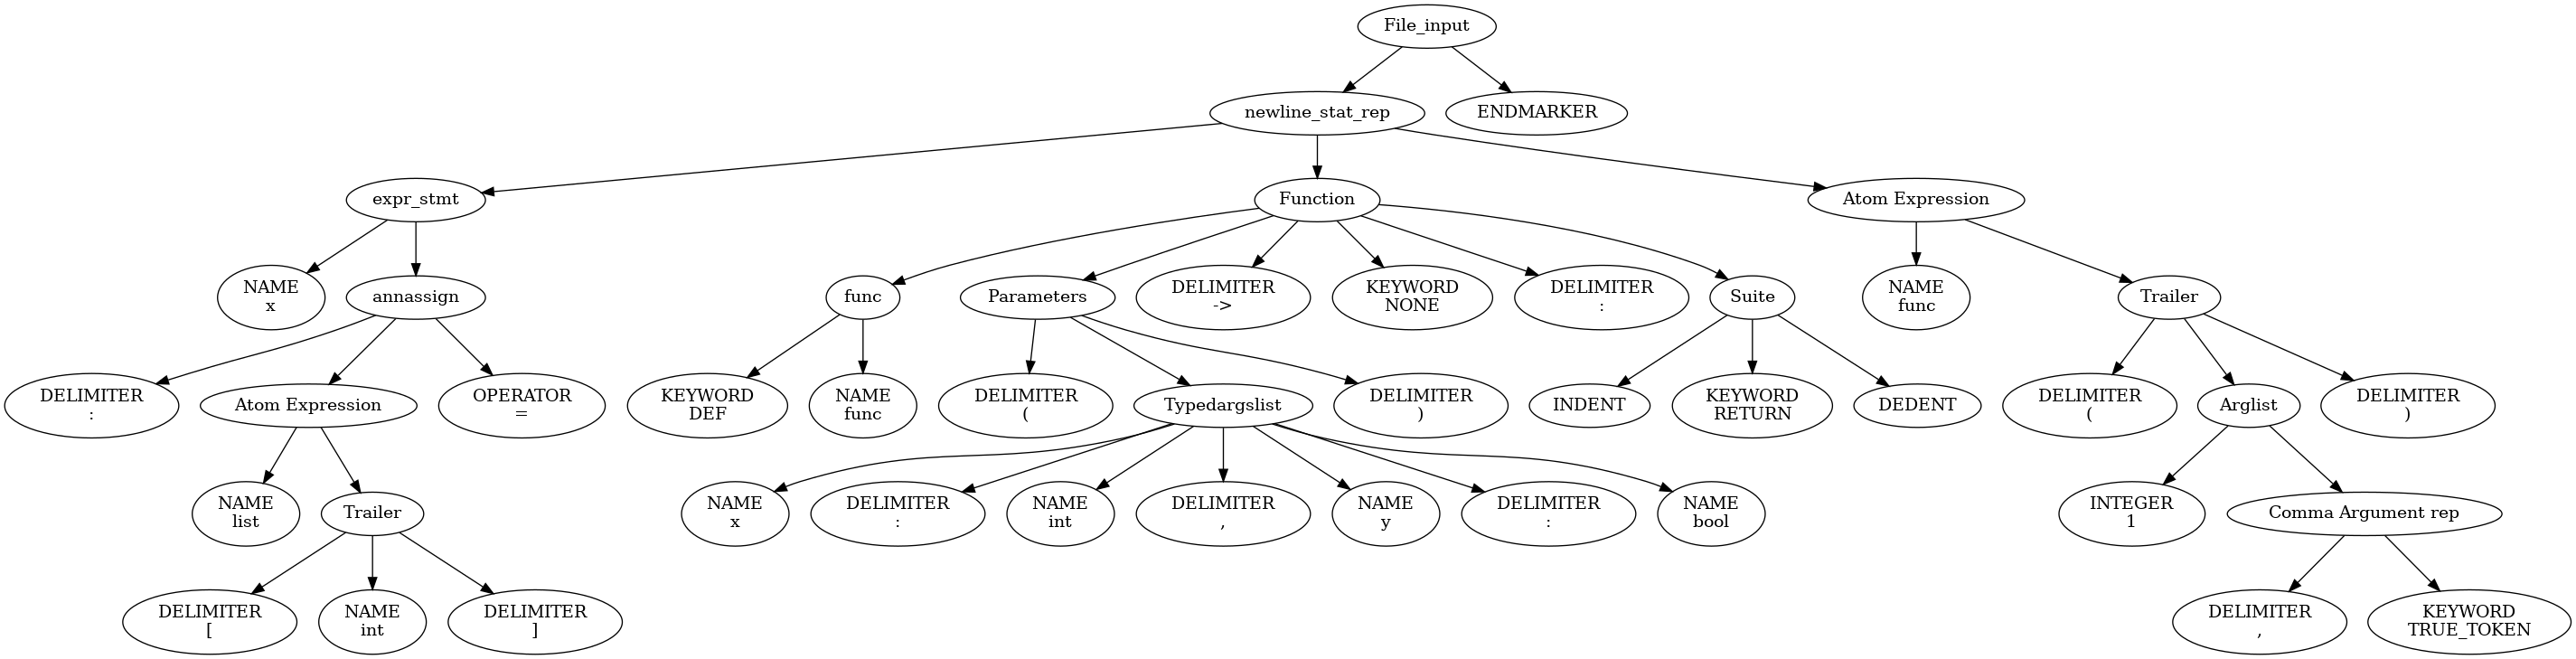 File_input
newline_stat_rep
ENDMARKER
expr_stmt
Function
Atom Expression
NAME
x
annassign
func
Parameters
DELIMITER
->
KEYWORD
NONE
DELIMITER
:
Suite
NAME
func
Trailer
DELIMITER
:
Atom Expression
OPERATOR
=
KEYWORD
DEF
NAME
func
DELIMITER
(
Typedargslist
DELIMITER
)
INDENT
KEYWORD
RETURN
DEDENT
DELIMITER
(
Arglist
DELIMITER
)
NAME
list
Trailer
NAME
x
DELIMITER
:
NAME
int
DELIMITER
,
NAME
y
DELIMITER
:
NAME
bool
INTEGER
1
Comma Argument rep
DELIMITER
[
NAME
int
DELIMITER
]
DELIMITER
,
KEYWORD
TRUE_TOKEN